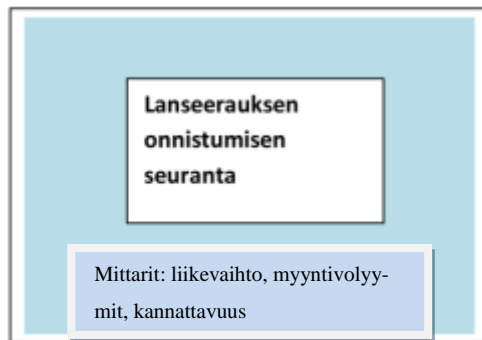 Lanseerauksen
onnistumisen
seuranta
Mittarit: liikevaihto, myyntivolyy-
mit, kannattavuus